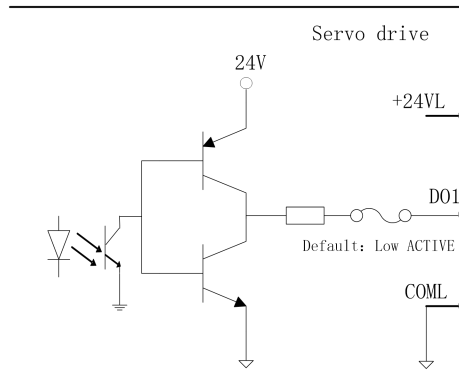 Servo drive
24V
+24VL
DO1
Default: Low ACTIVE
COML